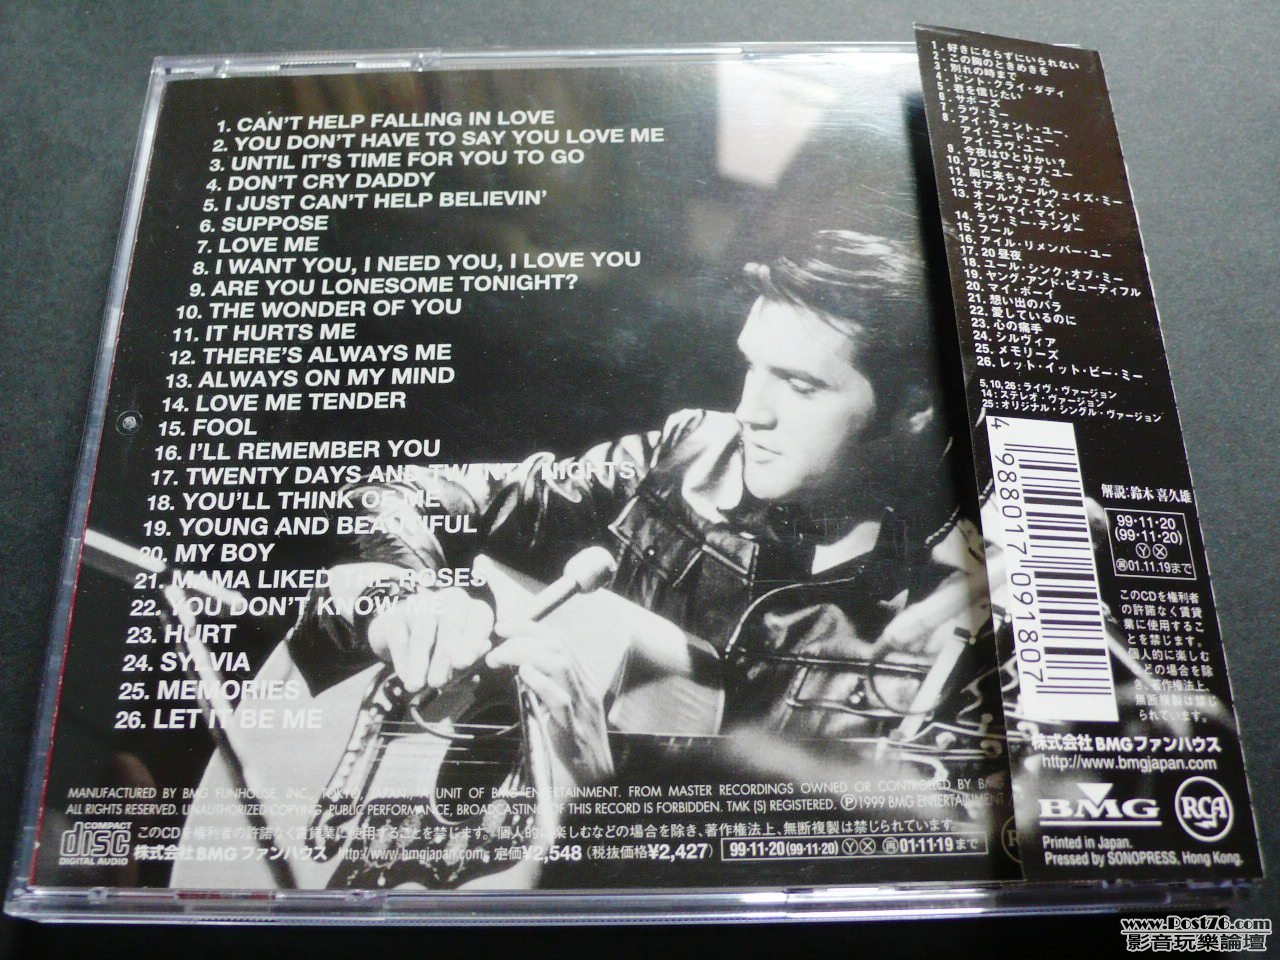 1. CAN'T HELP FALLING IN LOVE
2. YOU DON'T HAVE TO SAY YOU LOVE ME
3. UNTIL IT'S TIME FOR YOU TO GO
4. DON'T CRY DADDY
5. I JUST CAN'T HELP BELIEVIN'
6. SUPPOSE
7. LOVE ME
8. I WANT YOU, I NEED YOU, I LOVE YOU
9. ARE YOU LONESOME TONIGHT?
10. THE WONDER OF YOU
11. IT HURTS ME
12. THERE'S ALWAYS ME
13. ALWAYS ON MY MIND
14. LOVE ME TENDER
15. FOOL
16. I'LL REMEMBER YOU
17. TWENTY DAYS AND TWENTY NIGHTS
18. YOU'LL THINK OF ME
19. YOUNG AND BEAUTIFUL
20. MY BOY
21. MAMA LIKED THE ROSES
22. YOU DON'T KNOW ME
23. HURT
24. SYLVIA
25. MEMORIES
26. LET IT BE ME
MANUFACTURED BY BMG FUNHOUSE, INC., TOKYO, JAPAN, A UNIT OF BMG ENTERTAINMENT. FROM MASTER RECORDINGS OWNED OR CONTROLLED BY BMG
ALL RIGHTS RESERVED. UNAUTHORIZED COPYING, PUBLIC PERFORMANCE, BROADCASTING OF THIS RECORD IS FORBIDDEN. TMK (S) REGISTERED. Ⓟ1999 BMG ENTERTAINMENT
COMPACT disc DIGITAL AUDIO
このCDを権利者の許諾なく賃貸業に使用することを禁じます。個人的に楽しむなどの場合を除き、著作権法上、無断複製は禁じられています。
株式会社BMGファンハウス http://www.bmgjapan.com 定価¥2,548(税抜価格¥2,427) 99・11・20(99・11・20)ⓎⓍ㊢01・11・19まで
1. 好きにならずにいられない
2. この胸のときめきを
3. 別れの時まで
4. ドント・クライ・ダディ
5. 君を信じたい
6. サポーズ
7. ラヴ・ミー
8. アイ・ウォント・ユー、
アイ・ニード・ユー、
アイ・ラヴ・ユー
9. 今夜はひとりかい?
10. ワンダー・オブ・ユー
11. 胸に来ちゃった
12. ゼアズ・オールウェイズ・ミー
13. オールウェイズ・
オン・マイ・マインド
14. ラヴ・ミー・テンダー
15. フール
16. アイル・リメンバー・ユー
17. 20昼夜
18. ユール・シンク・オブ・ミー
19. ヤング・アンド・ビューティフル
20. マイ・ボーイ
21. 想い出のバラ
22. 愛しているのに
23. 心の痛手
24. シルヴィア
25. メモリーズ
26. レット・イット・ビー・ミー
5, 10, 26:ライヴ・ヴァージョン
14:ステレオ・ヴァージョン
25:オリジナル・シングル・ヴァージョン
4 988017 091807
解説:鈴木 喜久雄
99・11・20
(99・11・20)
ⓎⓍ
01.11.19まで
このCDを権利者
の許諾なく賃貸
業に使用するこ
とを禁じます。
個人的に楽しむ
などの場合を除
き、著作権法上、
無断複製は禁じ
られています。
株式会社BMGファンハウス
http://www.bmgjapan.com
BMG RCA
Printed in Japan.
Pressed by SONOPRESS, Hong Kong.
www.Post76.com
影音玩樂論壇